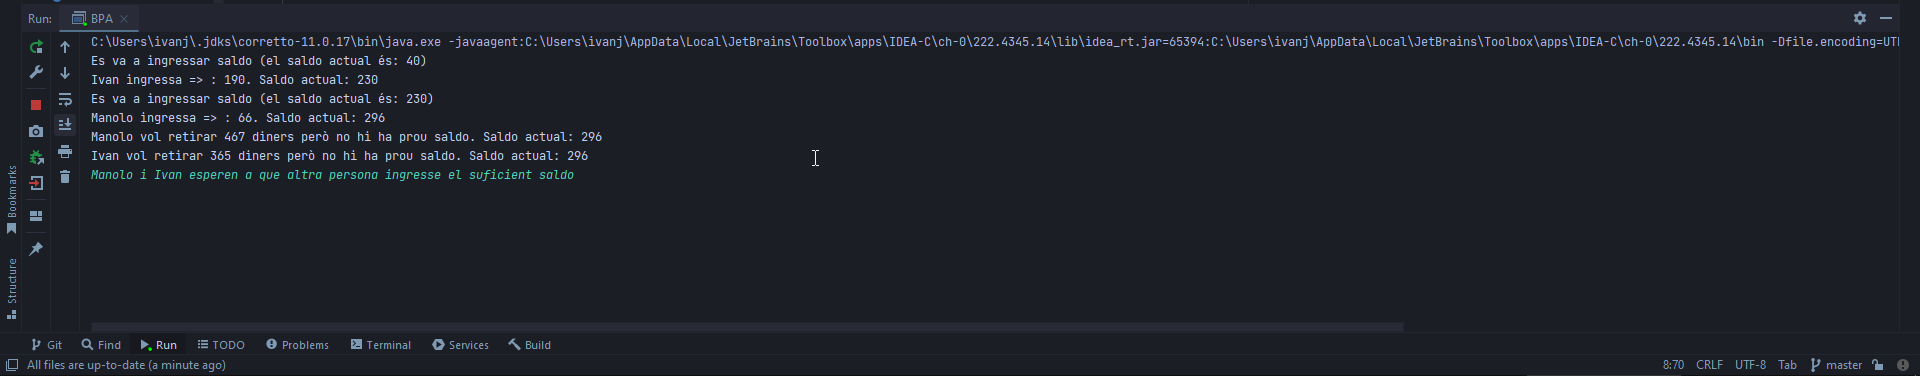 Run: BPA
C:\Users\ivanj\.jdks\corretto-11.0.17\bin\java.exe -javaagent:C:\Users\ivanj\AppData\Local\JetBrains\Toolbox\apps\IDEA-C\ch-0\222.4345.14\lib\idea_rt.jar=65394:C:\Users\ivanj\AppData\Local\JetBrains\Toolbox\apps\IDEA-C\ch-0\222.4345.14\bin -Dfile.encoding=UT
Es va a ingressar saldo (el saldo actual és: 40)
Ivan ingressa => : 190. Saldo actual: 230
Es va a ingressar saldo (el saldo actual és: 230)
Manolo ingressa => : 66. Saldo actual: 296
Manolo vol retirar 467 diners però no hi ha prou saldo. Saldo actual: 296
Ivan vol retirar 365 diners però no hi ha prou saldo. Saldo actual: 296
Manolo i Ivan esperen a que altra persona ingresse el suficient saldo
Bookmarks
Structure
Git Find Run TODO Problems Terminal Services Build
All files are up-to-date (a minute ago) 8:70 CRLF UTF-8 Tab master